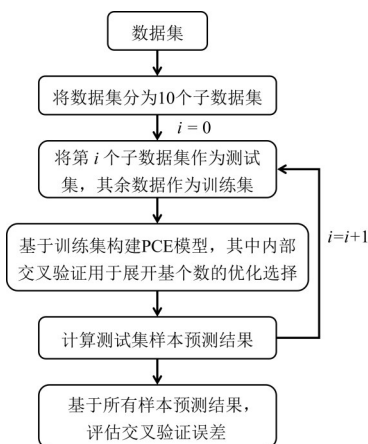 数据集
将数据集分为10个子数据集
i = 0
将第 i 个子数据集作为测试
集，其余数据作为训练集
基于训练集构建PCE模型，其中内部
交叉验证用于展开基个数的优化选择
i=i+1
计算测试集样本预测结果
基于所有样本预测结果，
评估交叉验证误差